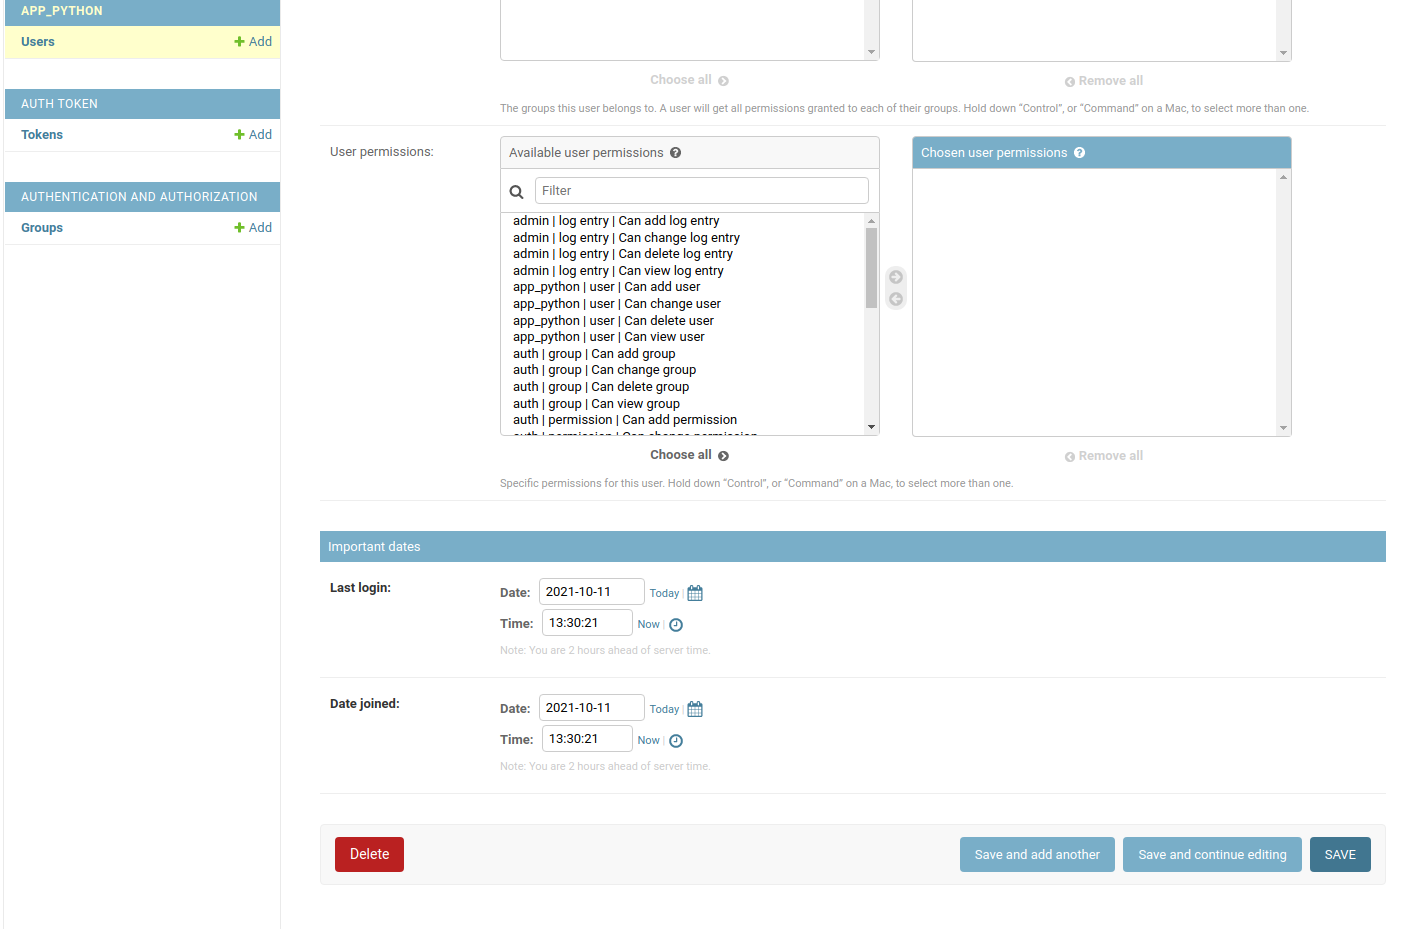 APP_PYTHON
Users
Add
AUTH TOKEN
Tokens
Add
AUTHENTICATION AND AUTHORIZATION
Groups
Add
Choose all
Remove all
The groups this user belongs to. A user will get all permissions granted to each of their groups. Hold down “Control”, or “Command” on a Mac, to select more than one.
User permissions:
Available user permissions
Filter
admin | log entry | Can add log entry
admin | log entry | Can change log entry
admin | log entry | Can delete log entry
admin | log entry | Can view log entry
app_python | user | Can add user
app_python | user | Can change user
app_python | user | Can delete user
app_python | user | Can view user
auth | group | Can add group
auth | group | Can change group
auth | group | Can delete group
auth | group | Can view group
auth | permission | Can add permission
auth | permission | Can change permission
Chosen user permissions
Choose all
Remove all
Specific permissions for this user. Hold down “Control”, or “Command” on a Mac, to select more than one.
Important dates
Last login:
Date: 2021-10-11 Today |
Time: 13:30:21 Now |
Note: You are 2 hours ahead of server time.
Date joined:
Date: 2021-10-11 Today |
Time: 13:30:21 Now |
Note: You are 2 hours ahead of server time.
Delete
Save and add another
Save and continue editing
SAVE